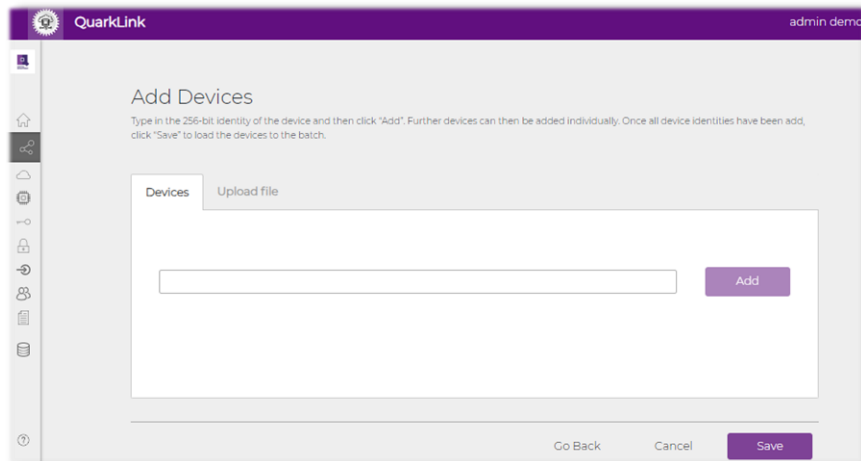 QuarkLink
admin demo
Add Devices
Type in the 256-bit identity of the device and then click "Add". Further devices can then be added individually. Once all device identities have been add,
click "Save" to load the devices to the batch.
Devices
Upload file
Add
Go Back
Cancel
Save